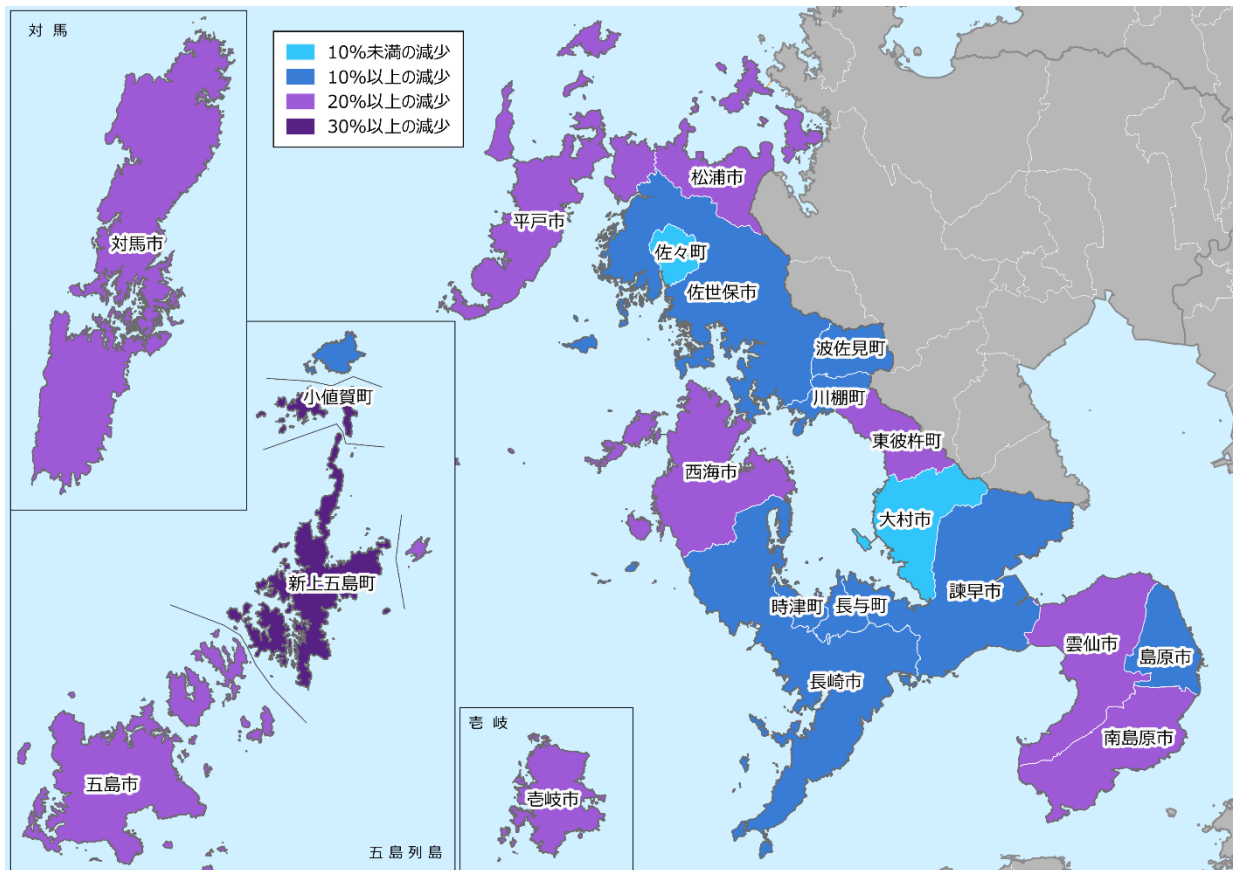 対馬
10%未満の減少
10%以上の減少
20%以上の減少
30%以上の減少
松浦市
平戸市
対馬市
佐々町
佐世保市
波佐見町
小値賀町
川棚町
東彼杵町
西海市
大村市
新上五島町
時津町
長与町
諫早市
雲仙市
島原市
長崎市
南島原市
壱岐
五島市
壱岐市
五島列島